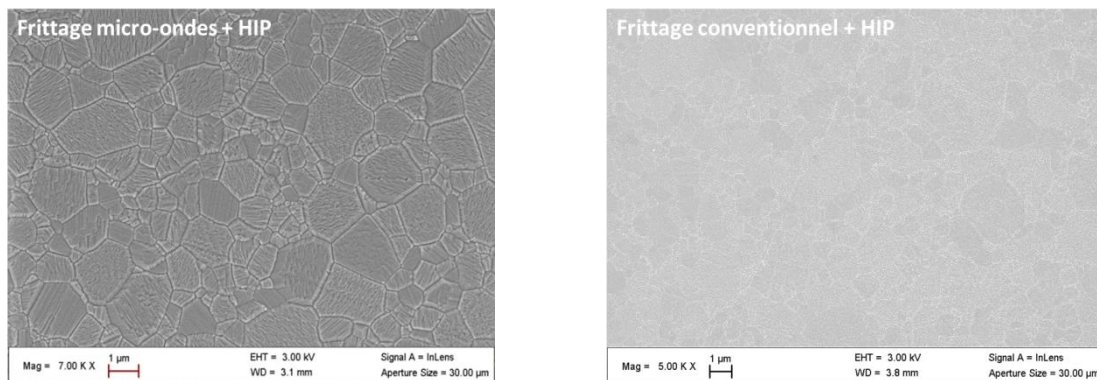 Frittage micro-ondes + HIP
Mag = 7.00 K X
1 µm
EHT = 3.00 kV
WD = 3.1 mm
Signal A = InLens
Aperture Size = 30.00 µm
Frittage conventionnel + HIP
Mag = 5.00 K X
1 µm
EHT = 3.00 kV
WD = 3.8 mm
Signal A = InLens
Aperture Size = 30.00 µm